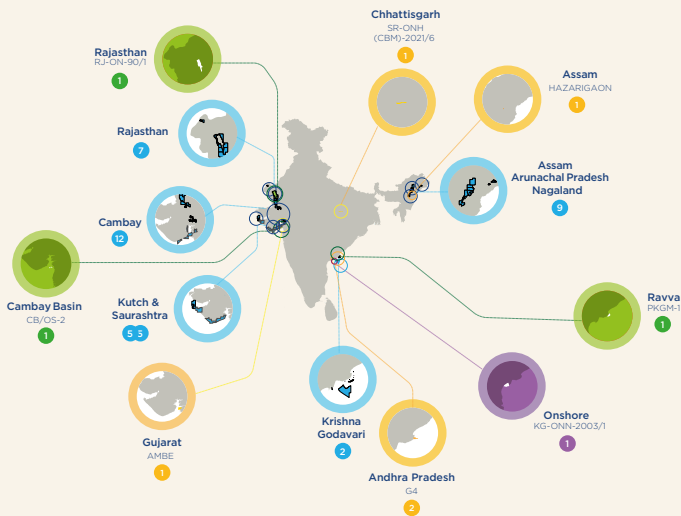 Chhattisgarh
SR-ONH
(CBM)-2021/6
1
Rajasthan
RJ-ON-90/1
1
Assam
HAZARIGAON
1
Rajasthan
7
Assam
Arunachal Pradesh
Nagaland
9
Cambay
12
Cambay Basin
CB/OS-2
1
Kutch &
Saurashtra
5 3
Ravva
PKGM-1
1
Krishna
Godavari
2
Onshore
KG-ONN-2003/1
1
Gujarat
AMBE
1
Andhra Pradesh
G4
2